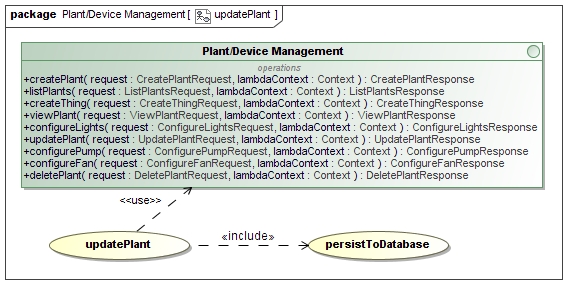 package Plant/Device Management [ updatePlant ]
Plant/Device Management
operations
+createPlant( request : CreatePlantRequest, lambdaContext : Context ) : CreatePlantResponse
+listPlants( request : ListPlantsRequest, lambdaContext : Context ) : ListPlantsResponse
+createThing( request : CreateThingRequest, lambdaContext : Context ) : CreateThingResponse
+viewPlant( request : ViewPlantRequest, lambdaContext : Context ) : ViewPlantResponse
+configureLights( request : ConfigureLightsRequest, lambdaContext : Context ) : ConfigureLightsResponse
+updatePlant( request : UpdatePlantRequest, lambdaContext : Context ) : UpdatePlantResponse
+configurePump( request : ConfigurePumpRequest, lambdaContext : Context ) : ConfigurePumpResponse
+configureFan( request : ConfigureFanRequest, lambdaContext : Context ) : ConfigureFanResponse
+deletePlant( request : DeletePlantRequest, lambdaContext : Context ) : DeletePlantResponse
<<use>>
«include»
updatePlant
persistToDatabase